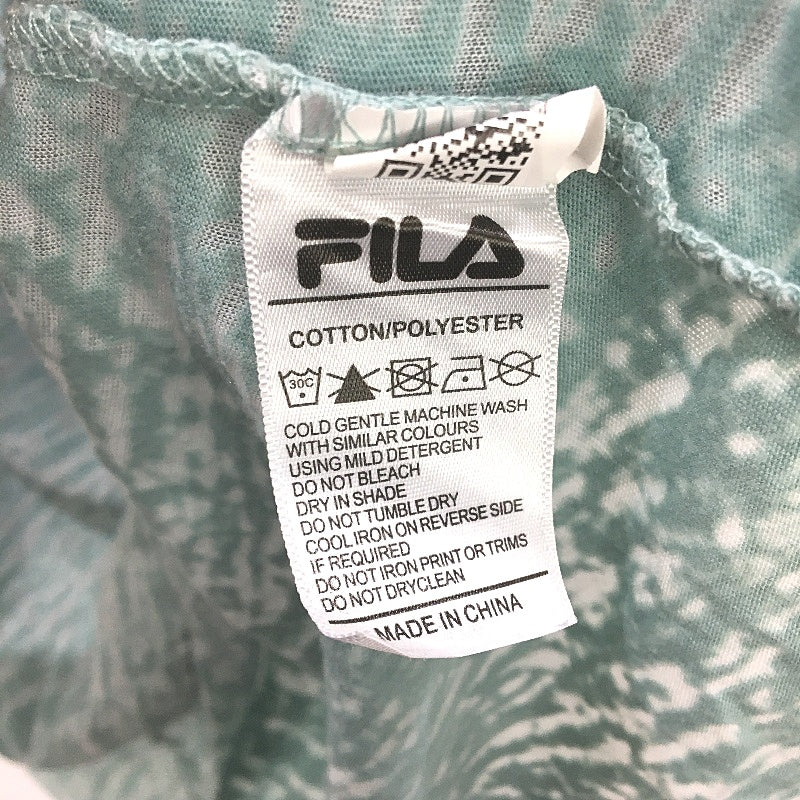 FILA
COTTON/POLYESTER
30C
COLD GENTLE MACHINE WASH
WITH SIMILAR COLOURS
USING MILD DETERGENT
DO NOT BLEACH
DRY IN SHADE
DO NOT TUMBLE DRY
COOL IRON ON REVERSE SIDE
IF REQUIRED
DO NOT IRON PRINT OR TRIMS
DO NOT DRYCLEAN
MADE IN CHINA